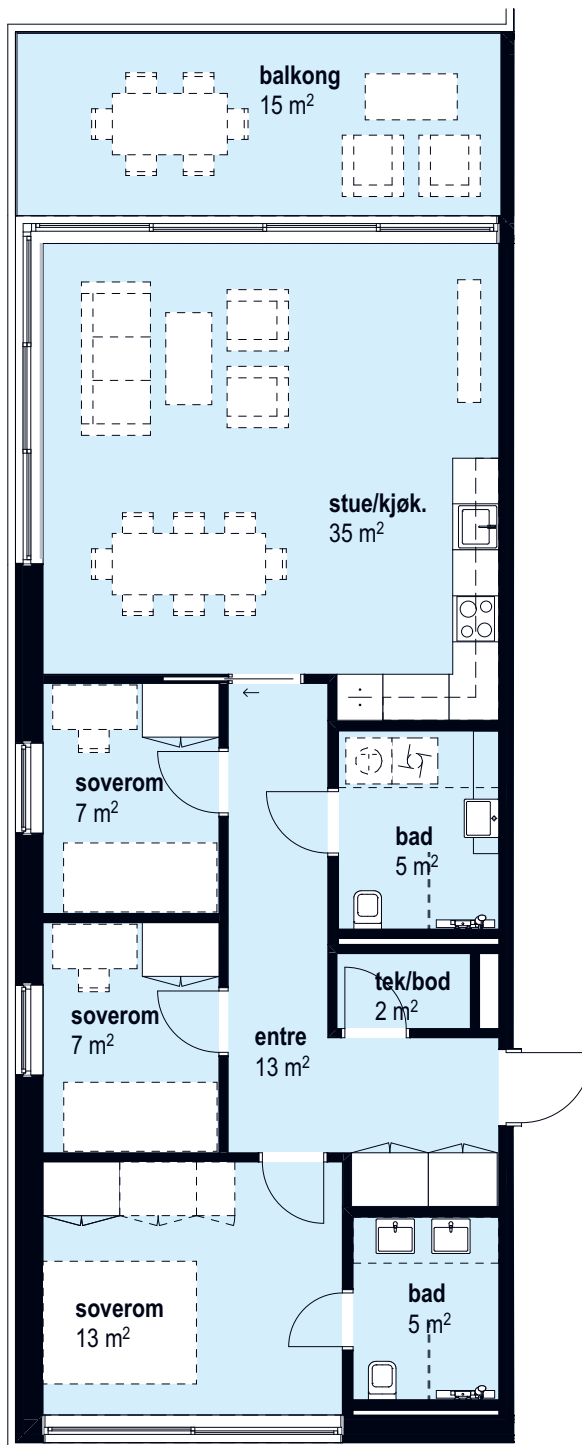 balkong
15 m²
stue/kjøk.
35 m²
soverom
7 m²
bad
5 m²
soverom
7 m²
tek/bod
2 m²
entre
13 m²
soverom
13 m²
bad
5 m²